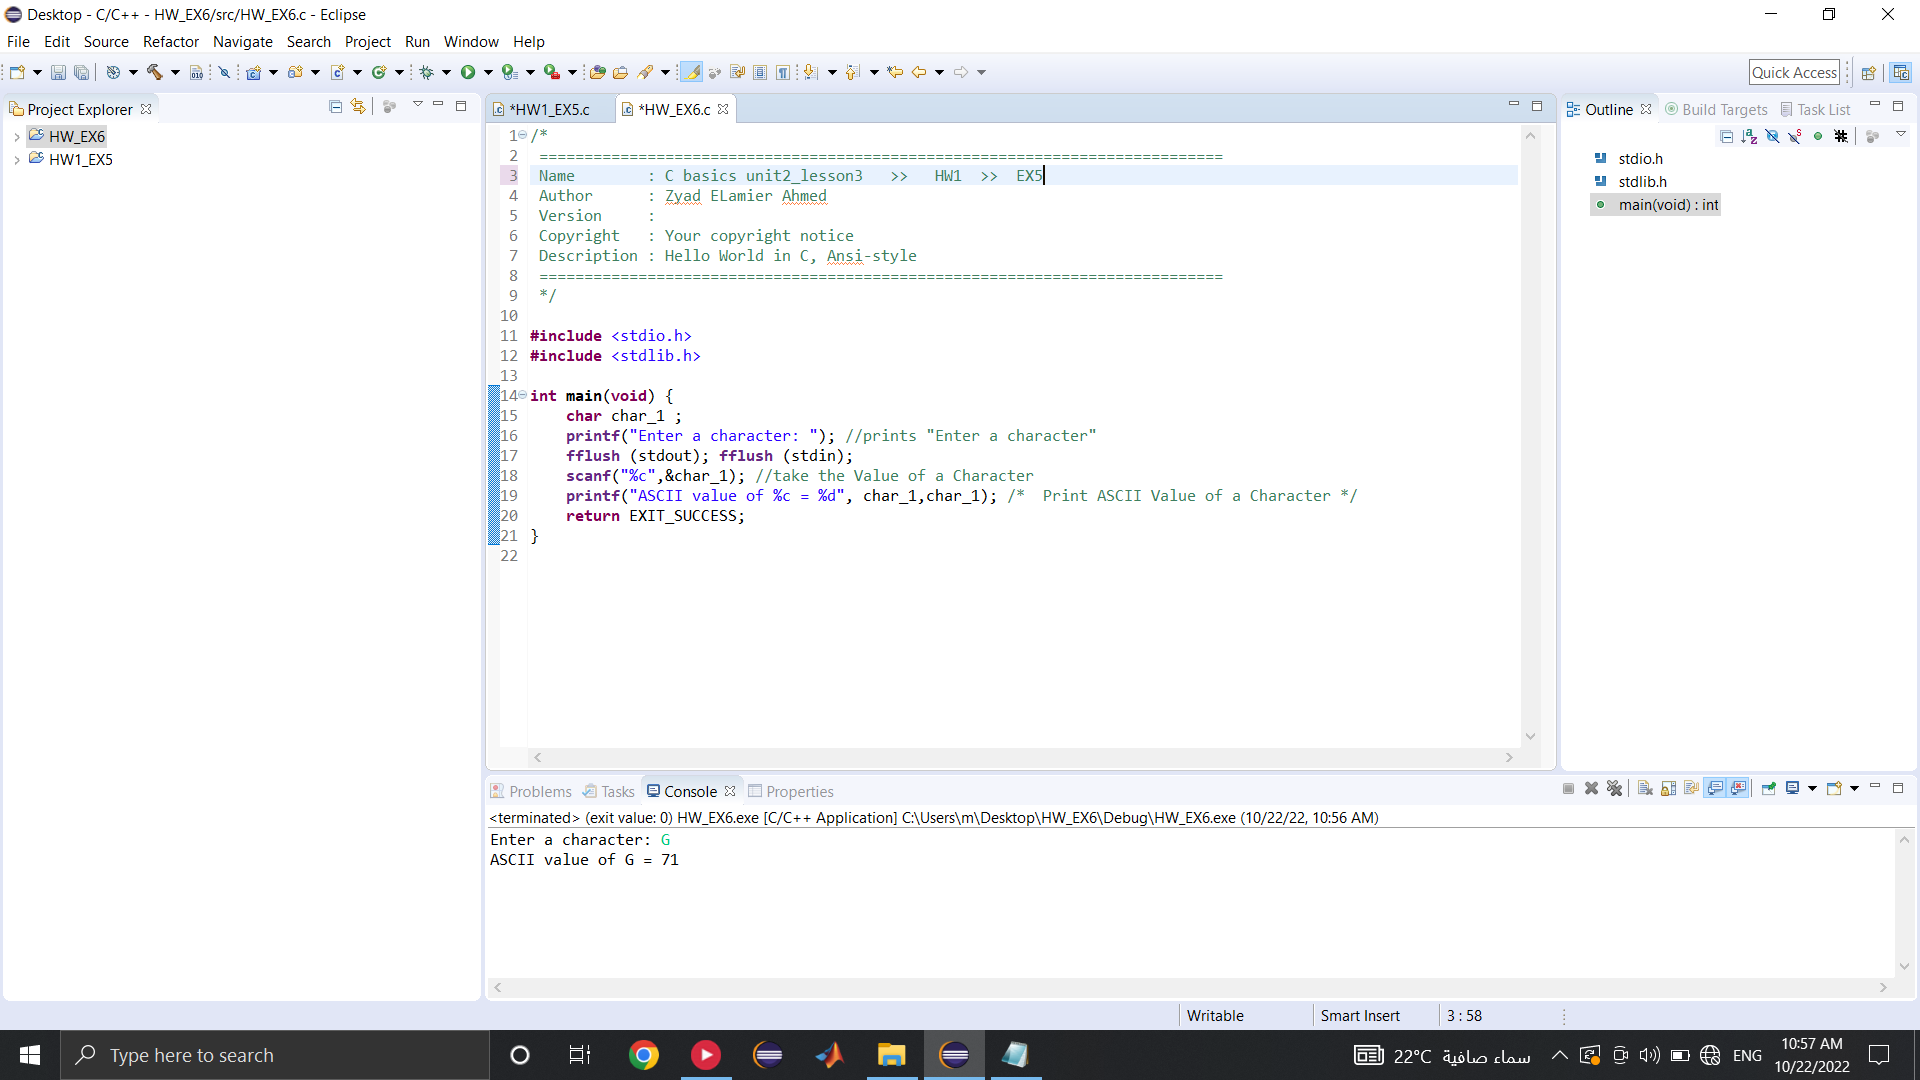 Desktop - C/C++ - HW_EX6/src/HW_EX6.c - Eclipse
File Edit Source Refactor Navigate Search Project Run Window Help
Quick Access
Project Explorer
HW_EX6
HW1_EX5
*HW1_EX5.c *HW_EX6.c
1 /*
2 ============================================================================
3 Name        : C basics unit2_lesson3   >>   HW1  >>  EX5
4 Author      : Zyad ELamier Ahmed
5 Version     :
6 Copyright   : Your copyright notice
7 Description : Hello World in C, Ansi-style
8 ============================================================================
9 */
10
11 #include <stdio.h>
12 #include <stdlib.h>
13
14 int main(void) {
15     char char_1 ;
16     printf("Enter a character: "); //prints "Enter a character"
17     fflush (stdout); fflush (stdin);
18     scanf("%c",&char_1); //take the Value of a Character
19     printf("ASCII value of %c = %d", char_1,char_1); /*  Print ASCII Value of a Character */
20     return EXIT_SUCCESS;
21 }
22
Outline Build Targets Task List
stdio.h
stdlib.h
main(void) : int
Problems Tasks Console Properties
<terminated> (exit value: 0) HW_EX6.exe [C/C++ Application] C:\Users\m\Desktop\HW_EX6\Debug\HW_EX6.exe (10/22/22, 10:56 AM)
Enter a character: G
ASCII value of G = 71
Writable Smart Insert 3 : 58
Type here to search
22°C سماء صافية
ENG
10:57 AM
10/22/2022